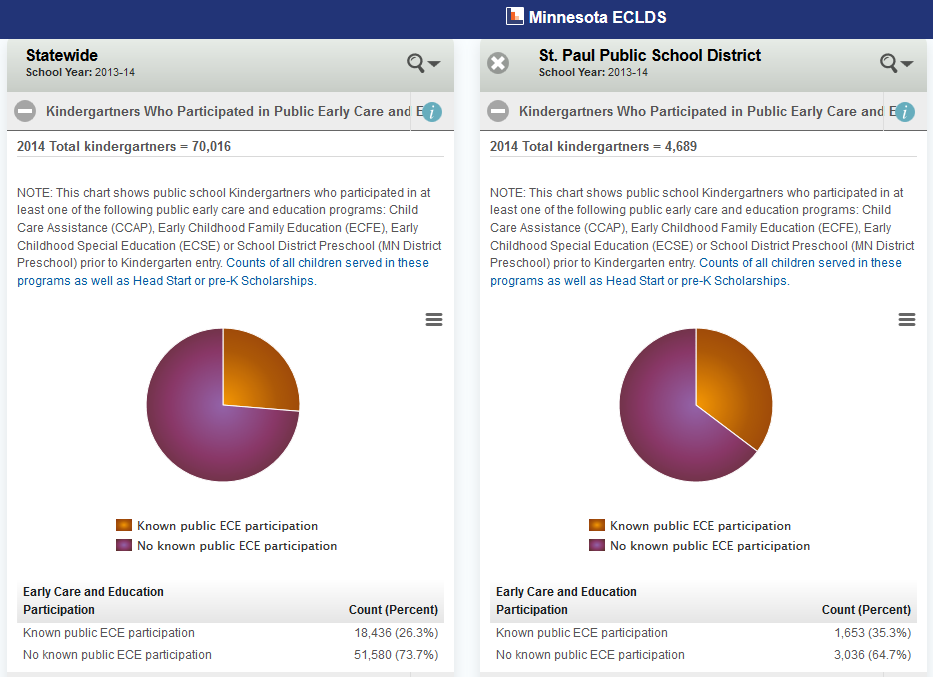 Minnesota ECLDS
Statewide
School Year: 2013-14
Kindergartners Who Participated in Public Early Care and E
i
2014 Total kindergartners = 70,016
NOTE: This chart shows public school Kindergartners who participated in at
least one of the following public early care and education programs: Child
Care Assistance (CCAP), Early Childhood Family Education (ECFE), Early
Childhood Special Education (ECSE) or School District Preschool (MN District
Preschool) prior to Kindergarten entry. Counts of all children served in these
programs as well as Head Start or pre-K Scholarships.
Known public ECE participation
No known public ECE participation
Early Care and Education
Participation Count (Percent)
Known public ECE participation 18,436 (26.3%)
No known public ECE participation 51,580 (73.7%)
St. Paul Public School District
School Year: 2013-14
Kindergartners Who Participated in Public Early Care and E
i
2014 Total kindergartners = 4,689
NOTE: This chart shows public school Kindergartners who participated in at
least one of the following public early care and education programs: Child
Care Assistance (CCAP), Early Childhood Family Education (ECFE), Early
Childhood Special Education (ECSE) or School District Preschool (MN District
Preschool) prior to Kindergarten entry. Counts of all children served in these
programs as well as Head Start or pre-K Scholarships.
Known public ECE participation
No known public ECE participation
Early Care and Education
Participation Count (Percent)
Known public ECE participation 1,653 (35.3%)
No known public ECE participation 3,036 (64.7%)